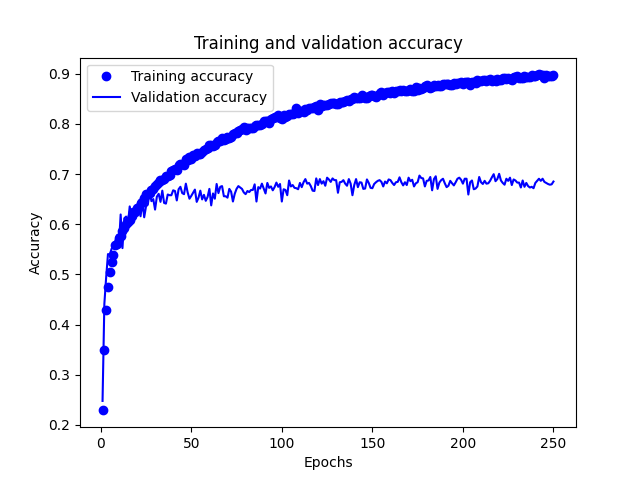 Training and validation accuracy
Training accuracy
Validation accuracy
Accuracy
0.9
0.8
0.7
0.6
0.5
0.4
0.3
0.2
0 50 100 150 200 250
Epochs